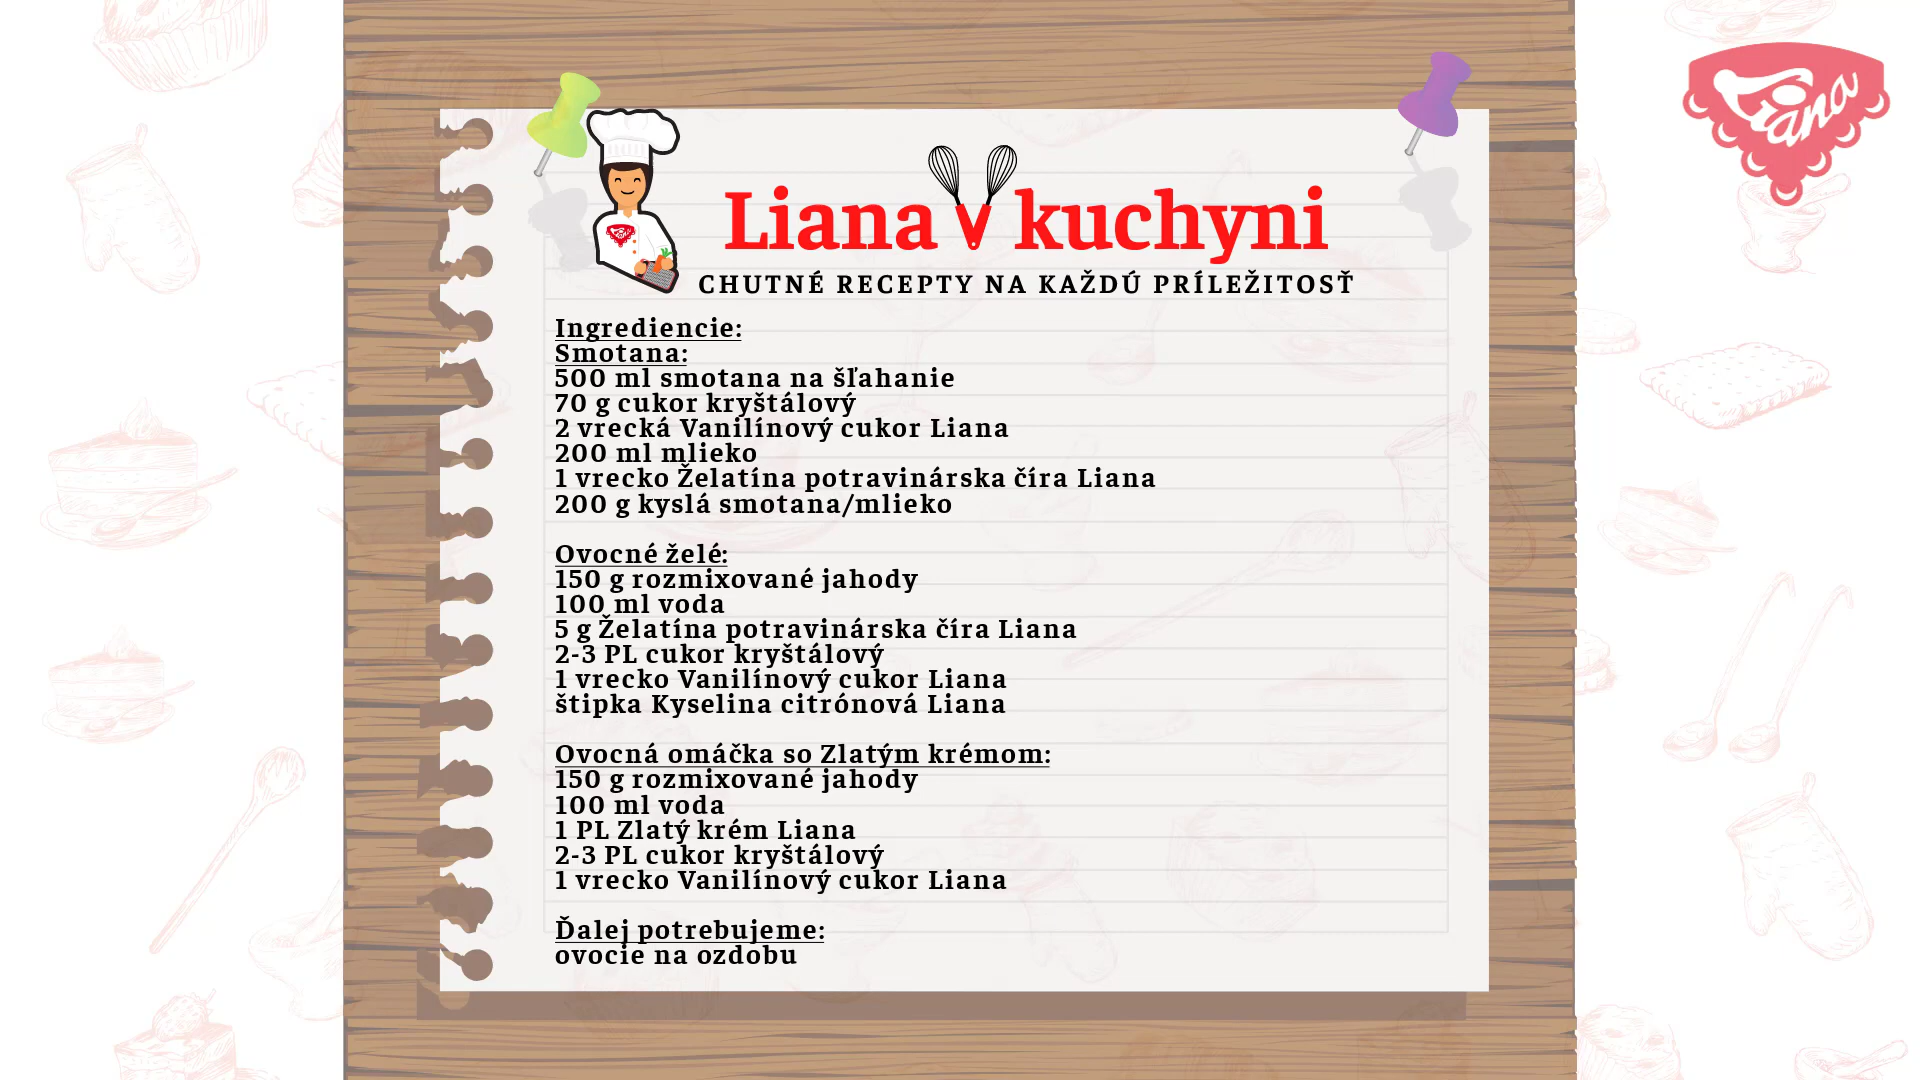 Liana
Liana v kuchyni
CHUTNÉ RECEPTY NA KAŽDÚ PRÍLEŽITOSŤ
Ingrediencie:
Smotana:
500 ml smotana na šľahanie
70 g cukor kryštálový
2 vrecká Vanilínový cukor Liana
200 ml mlieko
1 vrecko Želatína potravinárska číra Liana
200 g kyslá smotana/mlieko
Ovocné želé:
150 g rozmixované jahody
100 ml voda
5 g Želatína potravinárska číra Liana
2-3 PL cukor kryštálový
1 vrecko Vanilínový cukor Liana
štipka Kyselina citrónová Liana
Ovocná omáčka so Zlatým krémom:
150 g rozmixované jahody
100 ml voda
1 PL Zlatý krém Liana
2-3 PL cukor kryštálový
1 vrecko Vanilínový cukor Liana
Ďalej potrebujeme:
ovocie na ozdobu